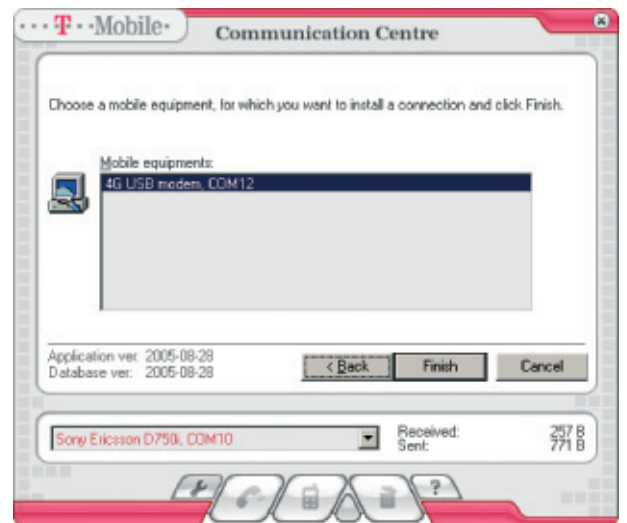 ··· T ··Mobile·
Communication Centre
Choose a mobile equipment, for which you want to install a connection and click Finish.
Mobile equipments:
4G USB modem, COM12
Application ver: 2005-08-28
Database ver: 2005-08-28
< Back
Finish
Cancel
Sony Ericsson D750i, COM10
Received: 257 B
Sent: 771 B
?